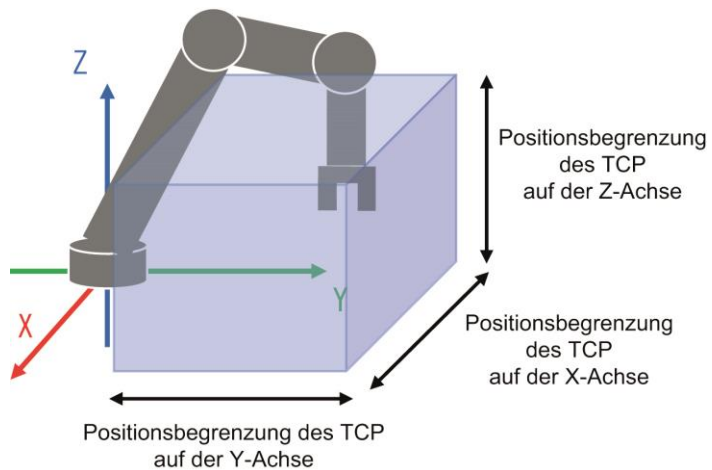 Z
Positionsbegrenzung
des TCP
auf der Z-Achse
Y
X
Positionsbegrenzung
des TCP
auf der X-Achse
Positionsbegrenzung des TCP
auf der Y-Achse